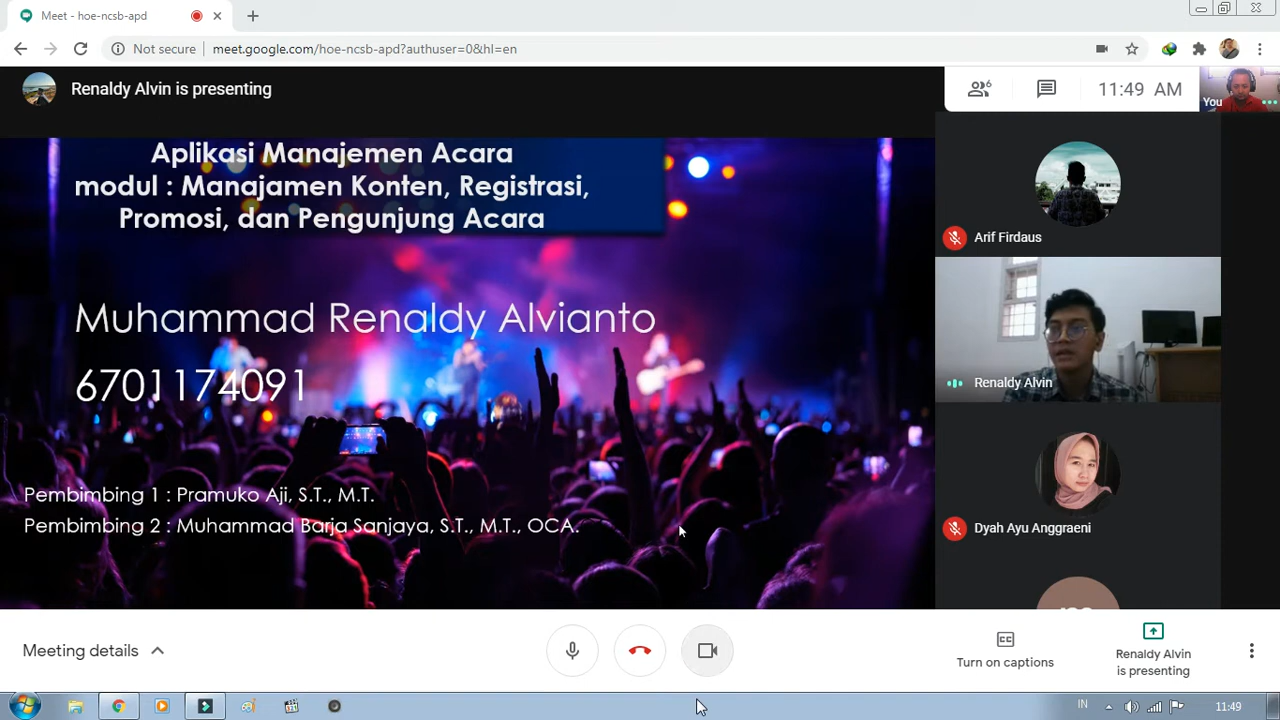 Meet - hoe-ncsb-apd
Not secure
meet.google.com/hoe-ncsb-apd?authuser=0&hl=en
Renaldy Alvin is presenting
6
11:49 AM
You
Aplikasi Manajemen Acara
modul : Manajamen Konten, Registrasi,
Promosi, dan Pengunjung Acara
Muhammad Renaldy Alvianto
6701174091
Pembimbing 1 : Pramuko Aji, S.T., M.T.
Pembimbing 2 : Muhammad Barja Sanjaya, S.T., M.T., OCA.
Arif Firdaus
Renaldy Alvin
Dyah Ayu Anggraeni
Meeting details
CC
Turn on captions
Renaldy Alvin
is presenting
IN
11:49